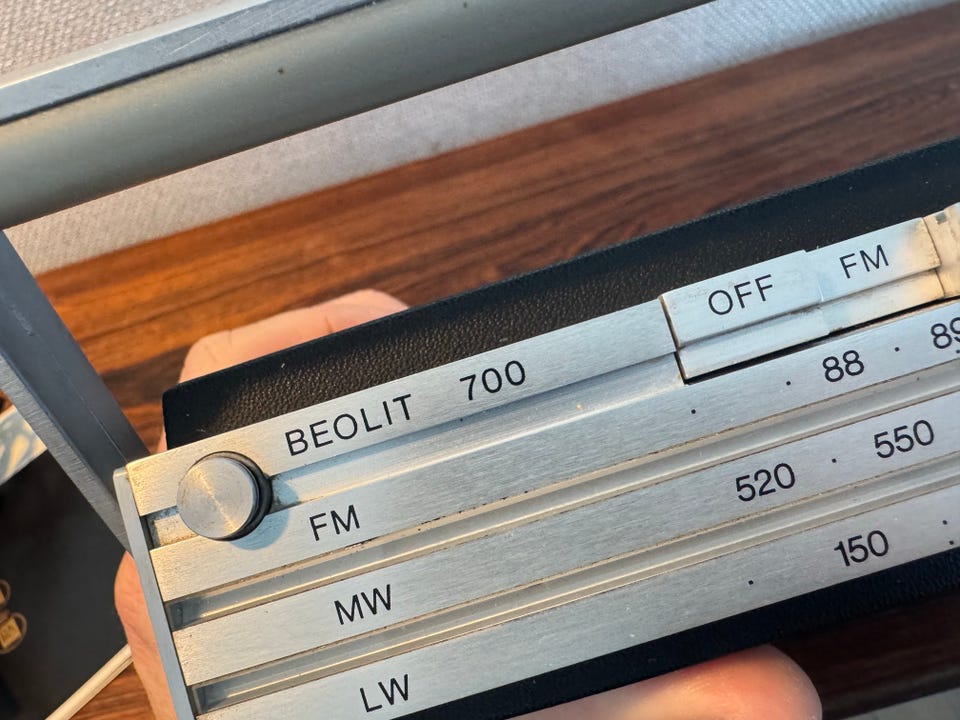 OFF FM
BEOLIT 700
FM 88 · 89
MW 520 · 550
LW 150